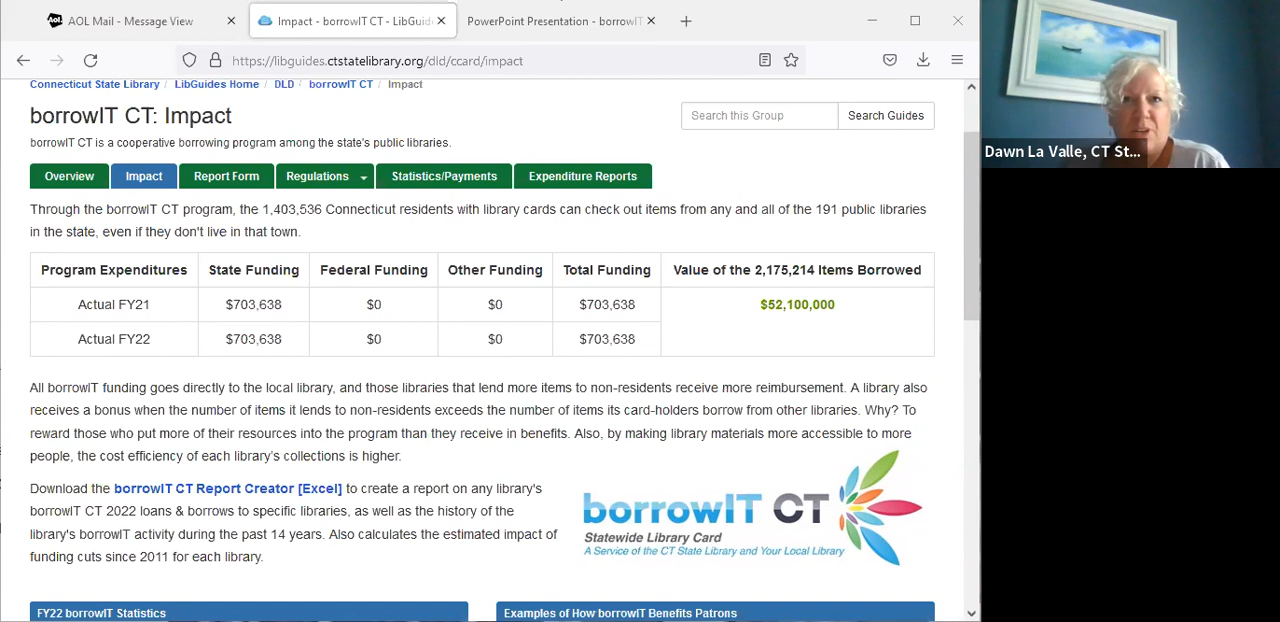 Aol. AOL Mail - Message View
Impact - borrowIT CT - LibGuid
PowerPoint Presentation - borrowIT
https://libguides.ctstatelibrary.org/dld/ccard/impact
Connecticut State Library / LibGuides Home / DLD / borrowIT CT / Impact
borrowIT CT: Impact
Search this Group Search Guides
borrowIT CT is a cooperative borrowing program among the state's public libraries.
Overview Impact Report Form Regulations Statistics/Payments Expenditure Reports
Through the borrowIT CT program, the 1,403,536 Connecticut residents with library cards can check out items from any and all of the 191 public libraries
in the state, even if they don't live in that town.
Program Expenditures State Funding Federal Funding Other Funding Total Funding Value of the 2,175,214 Items Borrowed
Actual FY21 $703,638 $0 $0 $703,638 $52,100,000
Actual FY22 $703,638 $0 $0 $703,638
All borrowIT funding goes directly to the local library, and those libraries that lend more items to non-residents receive more reimbursement. A library also
receives a bonus when the number of items it lends to non-residents exceeds the number of items its card-holders borrow from other libraries. Why? To
reward those who put more of their resources into the program than they receive in benefits. Also, by making library materials more accessible to more
people, the cost efficiency of each library's collections is higher.
Download the borrowIT CT Report Creator [Excel] to create a report on any library's
borrowIT CT 2022 loans & borrows to specific libraries, as well as the history of the
library's borrowIT activity during the past 14 years. Also calculates the estimated impact of
funding cuts since 2011 for each library.
borrowIT CT
Statewide Library Card
A Service of the CT State Library and Your Local Library
FY22 borrowIT Statistics
Examples of How borrowIT Benefits Patrons
Dawn La Valle, CT St...